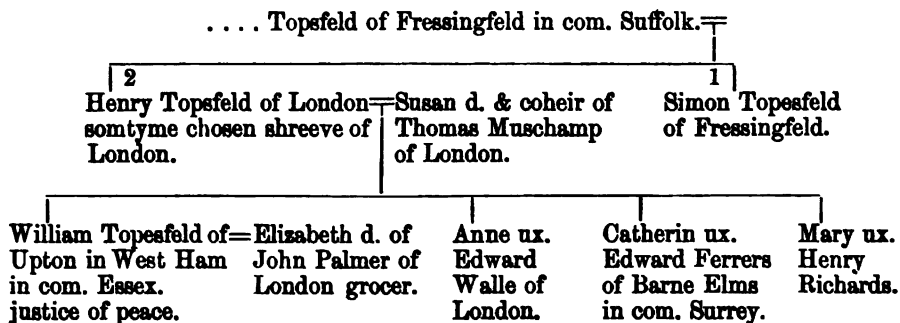 .... Topsfeld of Fressingfeld in com. Suffolk.
2
1
Henry Topsfeld of London=Susan d. & coheir of
somtyme chosen shreeve of Thomas Muschamp
London. of London.
Simon Topesfeld
of Fressingfeld.
William Topesfeld of=Elizabeth d. of
Upton in West Ham John Palmer of
in com. Essex. London grocer.
justice of peace.
Anne ux.
Edward
Walle of
London.
Catherin ux.
Edward Ferrers
of Barne Elms
in com. Surrey.
Mary ux.
Henry
Richards.